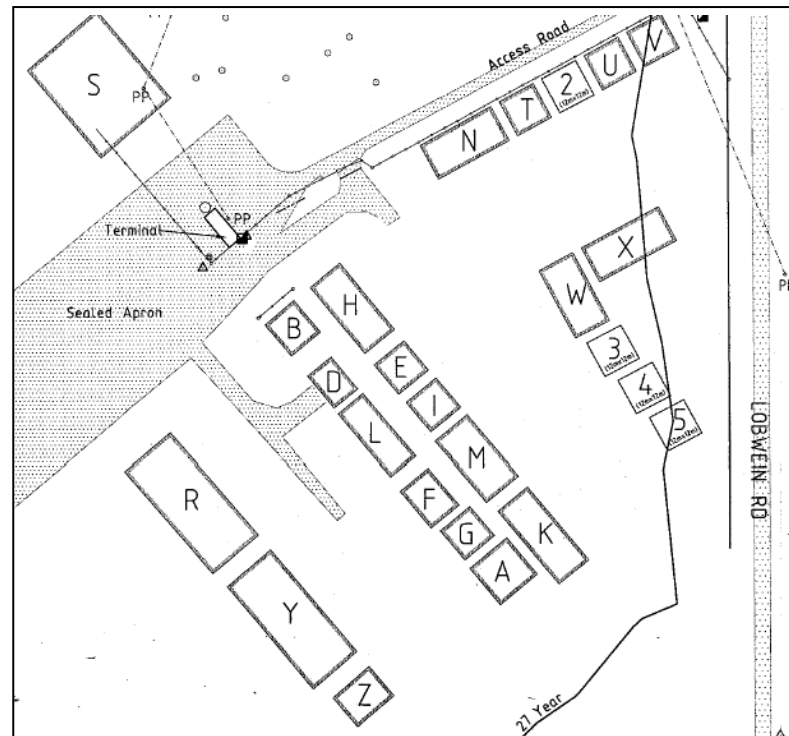 PP
S
PP
Access Road
V
U
2
(12mx12m)
T
N
PP
Terminal
X
W
Sealed Apron
H
B
E
D
I
L
3
(12mx12m)
4
(12mx12m)
5
(12mx12m)
LOBWEIN RD
M
R
F
G
K
A
Y
Z
27 Year